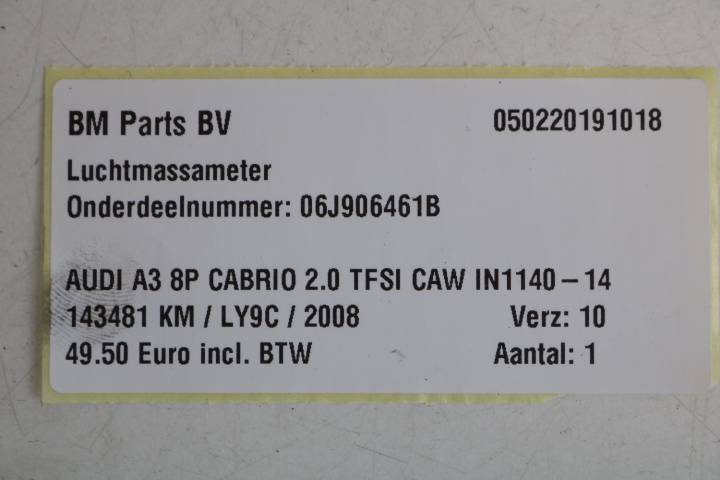 BM Parts BV 050220191018
Luchtmassameter
Onderdeelnummer: 06J906461B
AUDI A3 8P CABRIO 2.0 TFSI CAW IN1140-14
143481 KM / LY9C / 2008 Verz: 10
49.50 Euro incl. BTW Aantal: 1